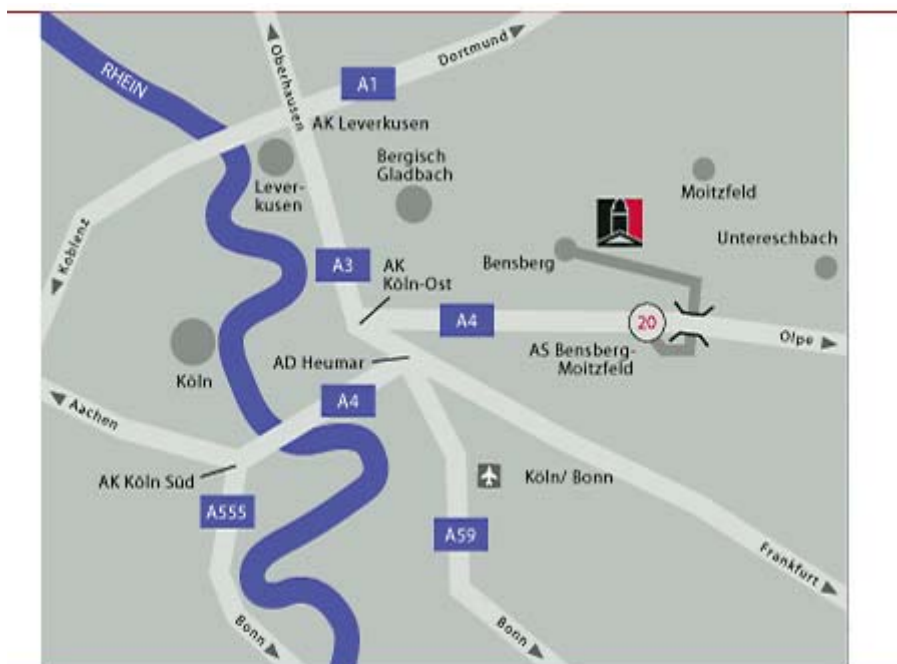 RHEIN
Oberhausen
Dortmund
A1
AK Leverkusen
Lever-
kusen
Bergisch
Gladbach
Moitzfeld
Koblenz
Bensberg
Untereschbach
A3
AK
Köln-Ost
A4
20
Olpe
AS Bensberg-
Moitzfeld
AD Heumar
Köln
A4
Aachen
AK Köln Süd
Köln/ Bonn
A555
A59
Frankfurt
Bonn
Bonn